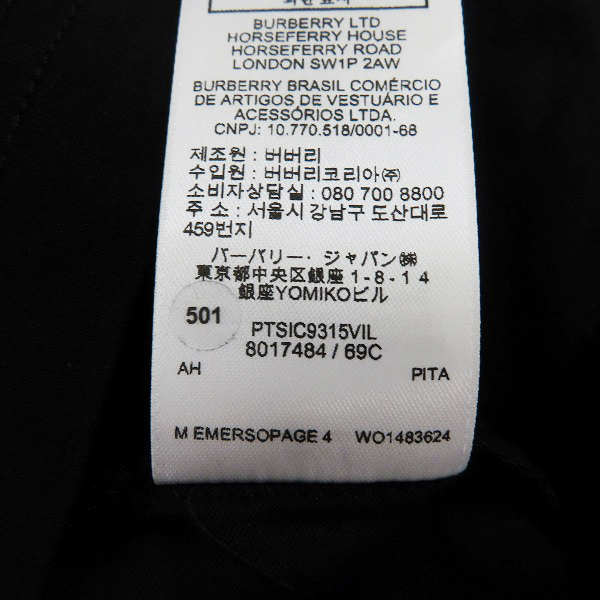 BURBERRY LTD
HORSEFERRY HOUSE
HORSEFERRY ROAD
LONDON SW1P 2AW
BURBERRY BRASIL COMÉRCIO
DE ARTIGOS DE VESTUÁRIO E
ACESSÓRIOS LTDA.
CNPJ: 10.770.518/0001-68
제조원 : 버버리
수입원 : 버버리코리아㈜
소비자상담실 : 080 700 8800
주 소 : 서울시 강남구 도산대로
459번지
バーバリー・ジャパン㈱
東京都中央区銀座 1 - 8 - 1 4
銀座YOMIKOビル
501
PTSIC9315VIL
8017484 / 69C
AH PITA
M EMERSOPAGE 4 WO1483624